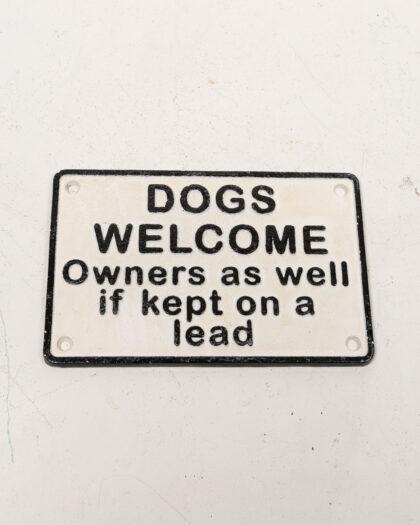 DOGS
WELCOME
Owners as well
if kept on a
lead